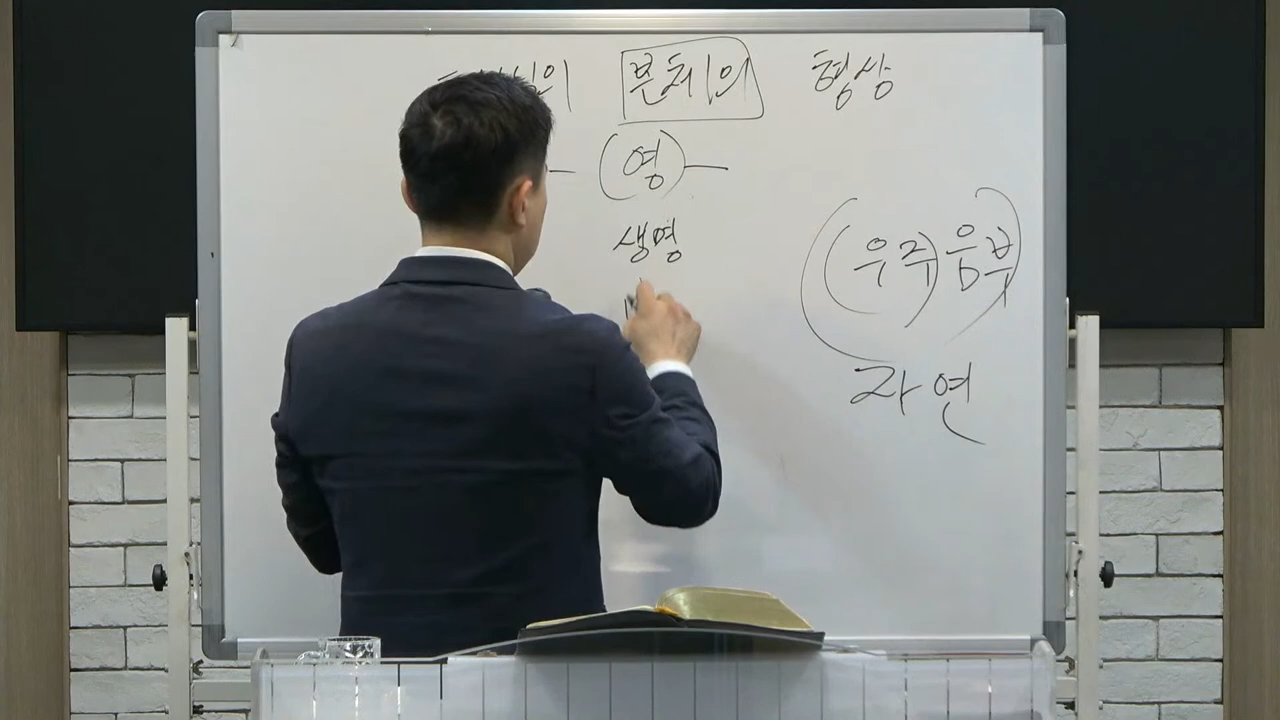 본체의 형상
(영)
생명
(우주) 음부)
자연